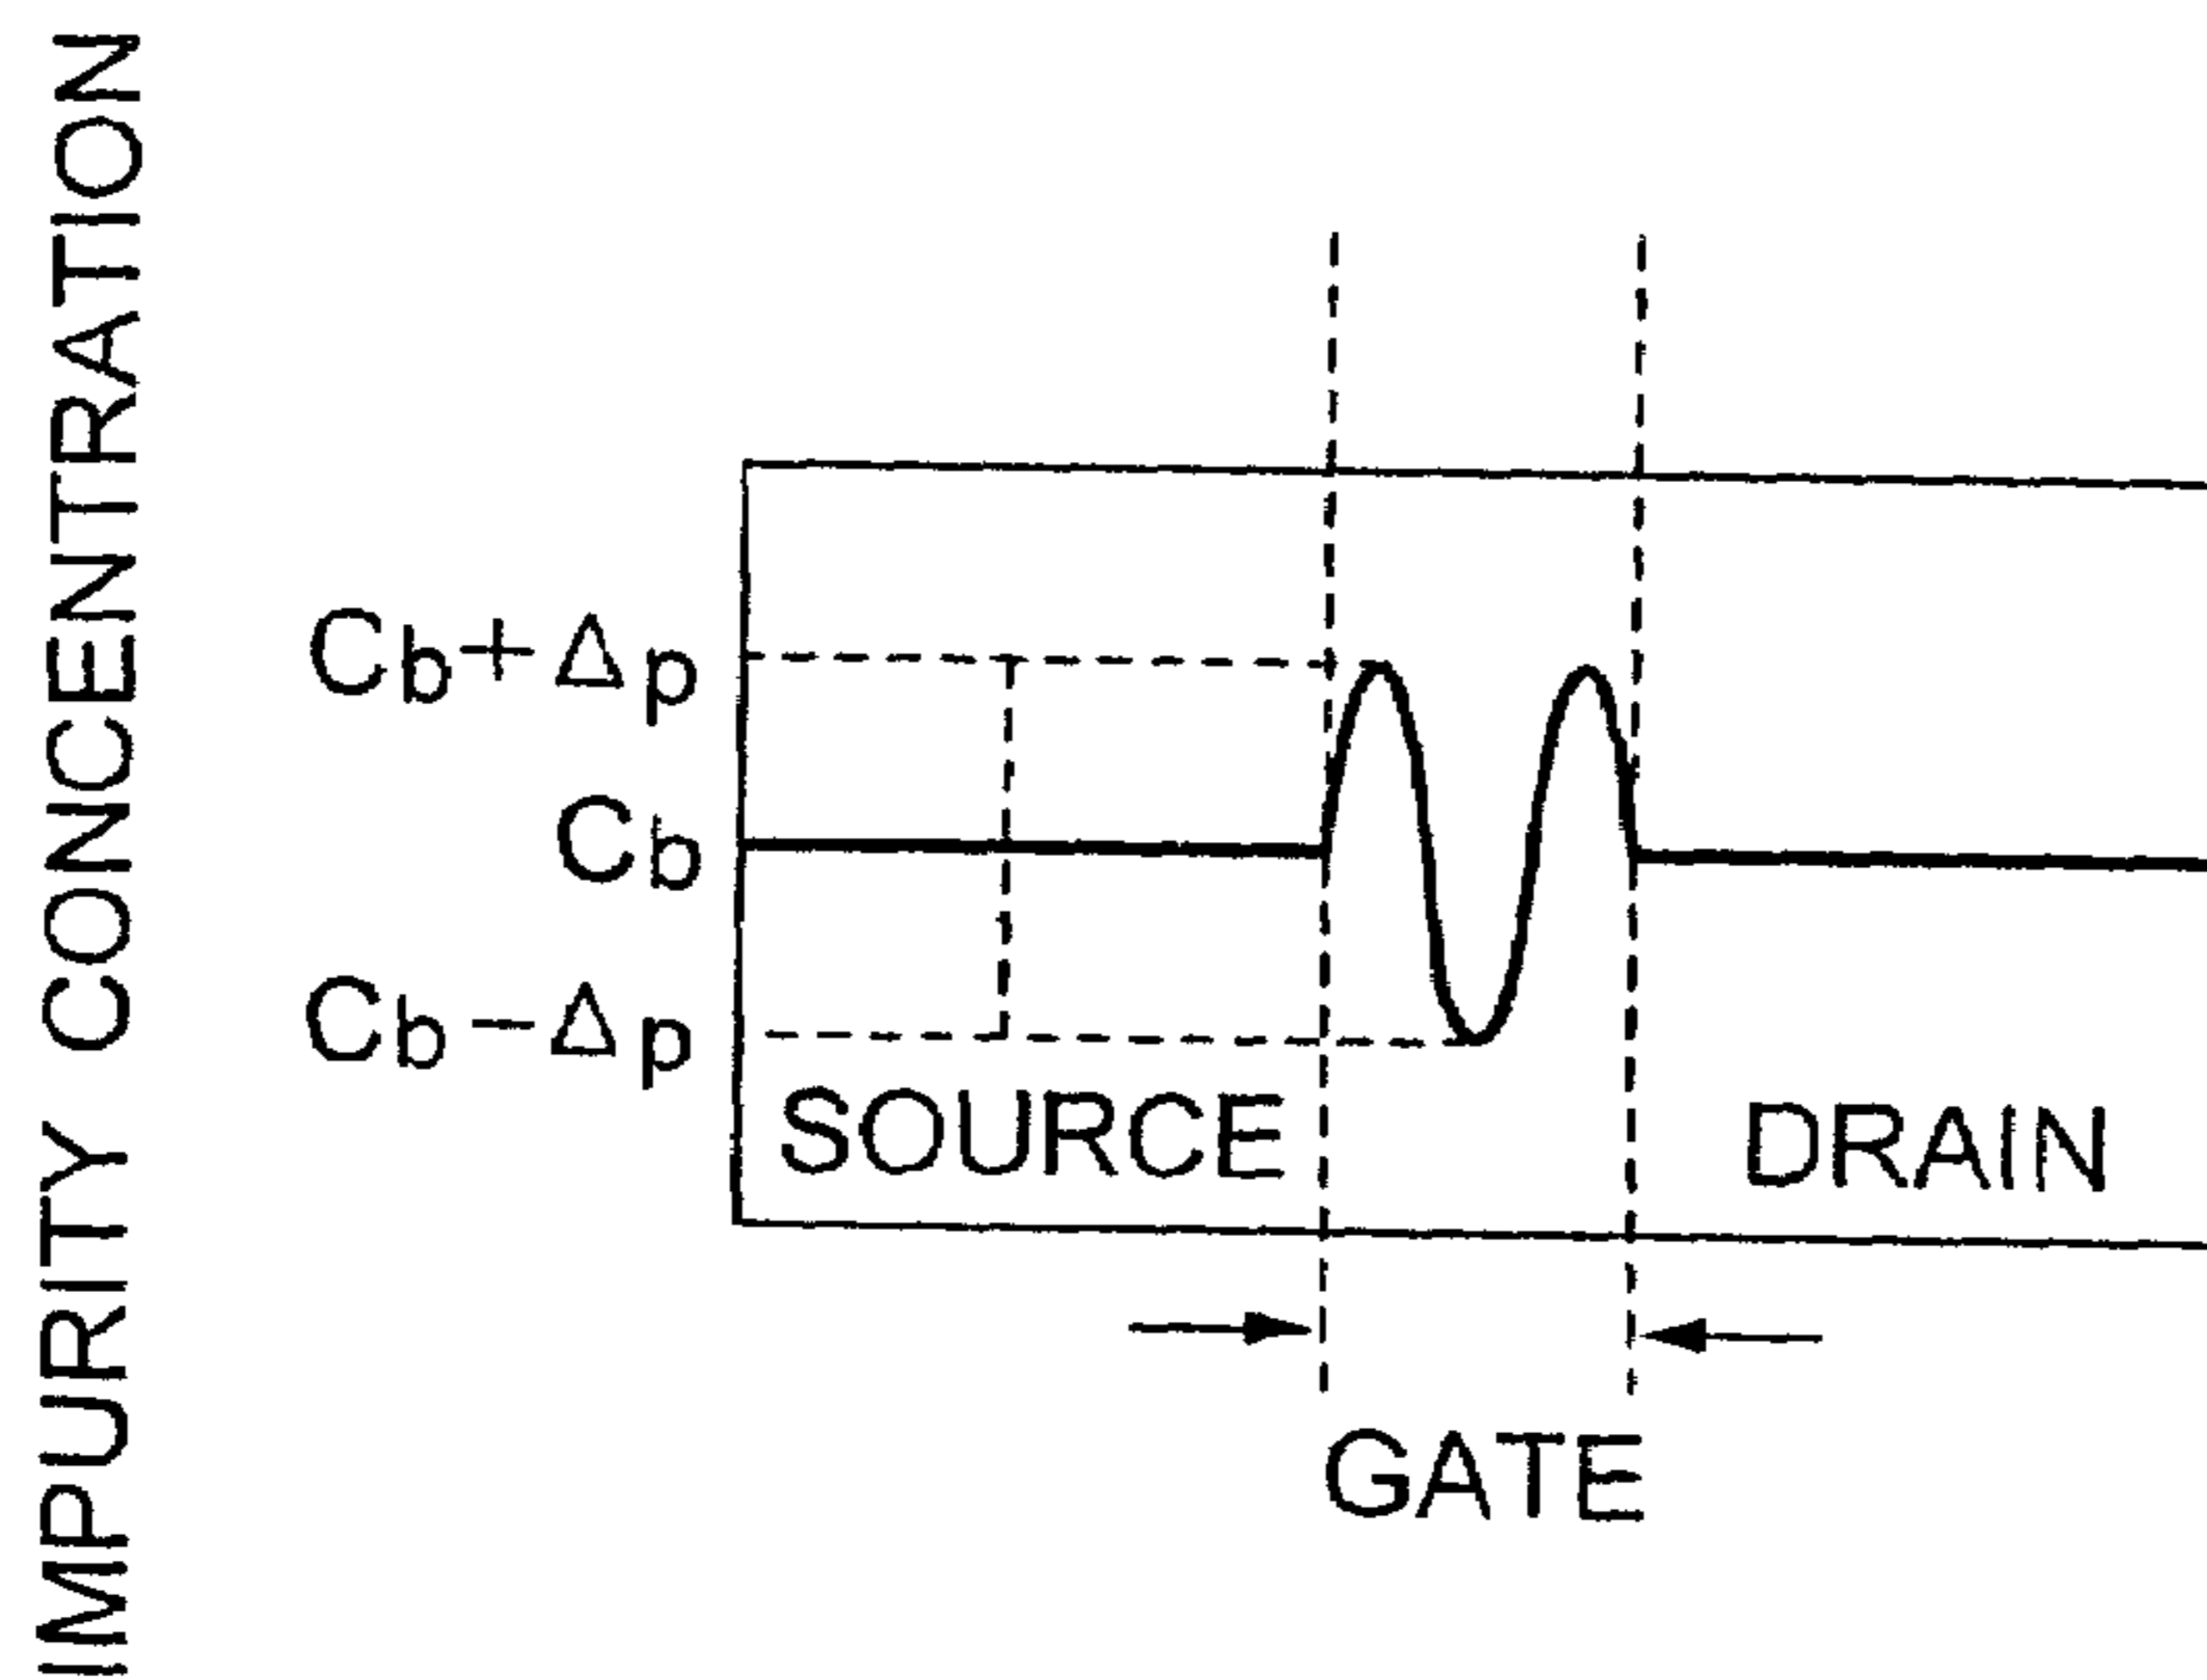 IMPURITY CONCENTRATION
Cb+Δp
Cb
Cb-Δp
SOURCE
DRAIN
GATE